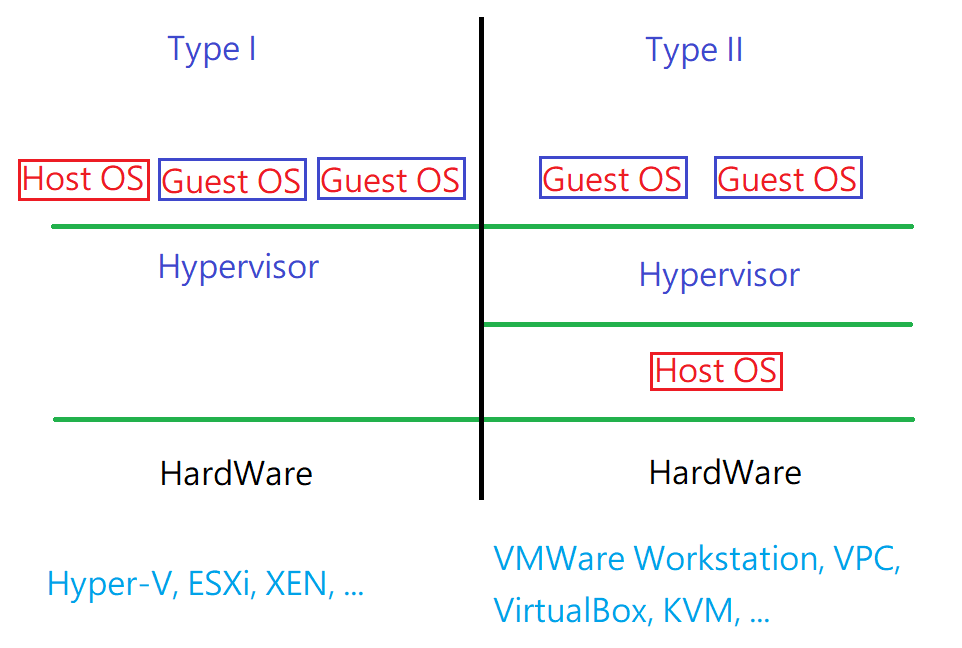 Type I
Type II
Host OS
Guest OS
Guest OS
Guest OS
Guest OS
Hypervisor
Hypervisor
Host OS
HardWare
HardWare
Hyper-V, ESXi, XEN, ...
VMWare Workstation, VPC,
VirtualBox, KVM, ...